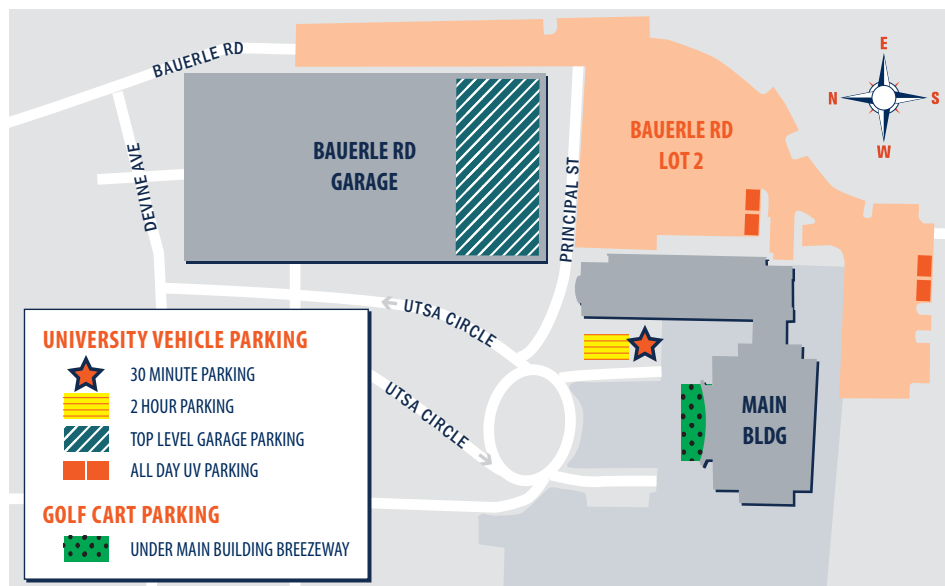 BAUERLE RD
E
N
S
W
BAUERLE RD
LOT 2
BAUERLE RD
GARAGE
DEVINE AVE
PRINCIPAL ST
← UTSA CIRCLE
UTSA CIRCLE
MAIN
BLDG
UNIVERSITY VEHICLE PARKING
30 MINUTE PARKING
2 HOUR PARKING
TOP LEVEL GARAGE PARKING
ALL DAY UV PARKING
GOLF CART PARKING
UNDER MAIN BUILDING BREEZEWAY